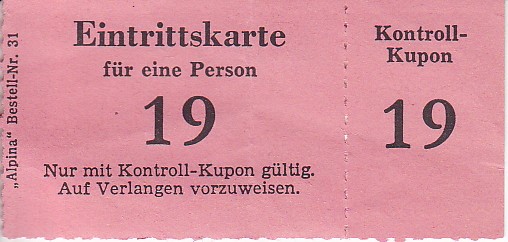 „Alpina“ Bestell-Nr. 31
Eintrittskarte
für eine Person
19
Nur mit Kontroll-Kupon gültig.
Auf Verlangen vorzuweisen.
Kontroll-
Kupon
19